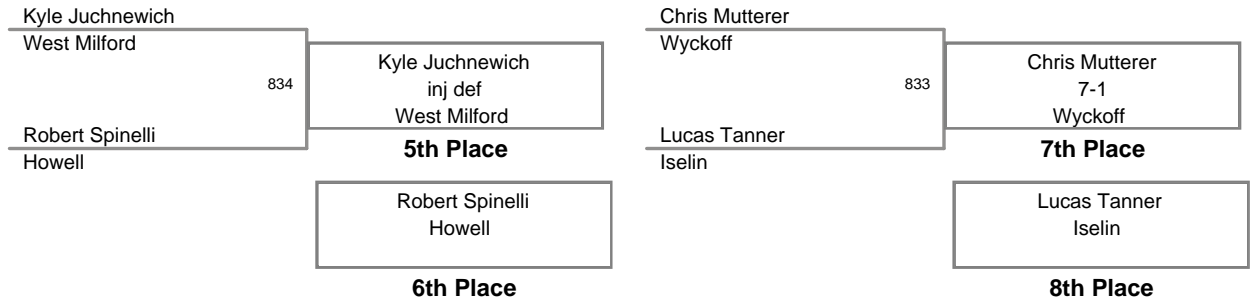 Kyle Juchnewich
West Milford
834
Kyle Juchnewich
inj def
West Milford
Robert Spinelli
Howell
5th Place
Robert Spinelli
Howell
6th Place
Chris Mutterer
Wyckoff
833
Chris Mutterer
7-1
Wyckoff
Lucas Tanner
Iselin
7th Place
Lucas Tanner
Iselin
8th Place